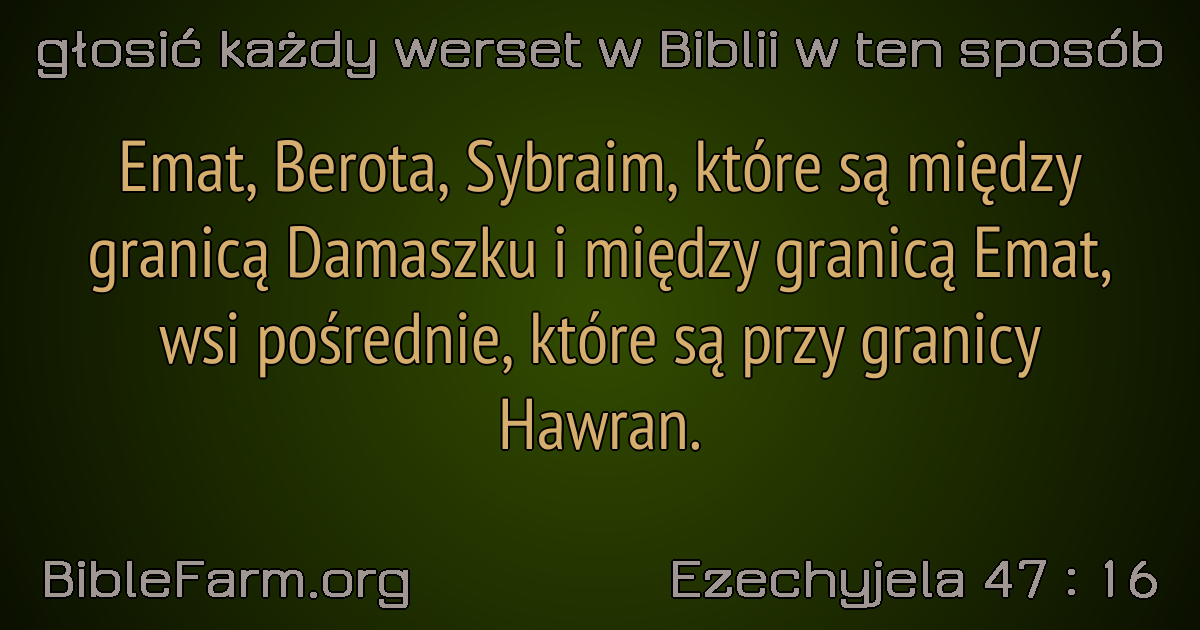 głosić każdy werset w Biblii w ten sposób
Emat, Berota, Sybraim, które są między
granicą Damaszku i między granicą Emat,
wsi pośrednie, które są przy granicy
Hawran.
BibleFarm.org
Ezechyjela 47 : 16